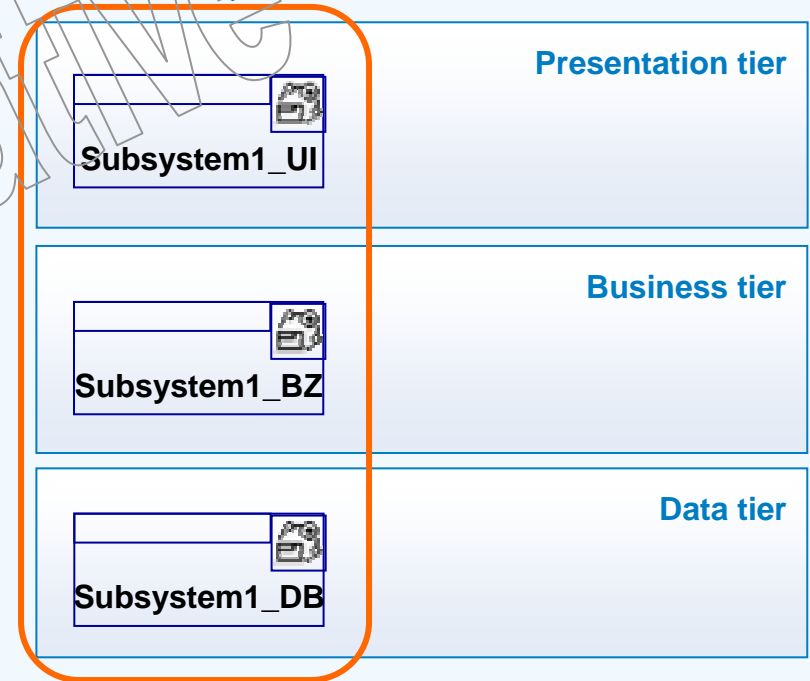 Presentation tier
Subsystem1_UI
Business tier
Subsystem1_BZ
Data tier
Subsystem1_DB